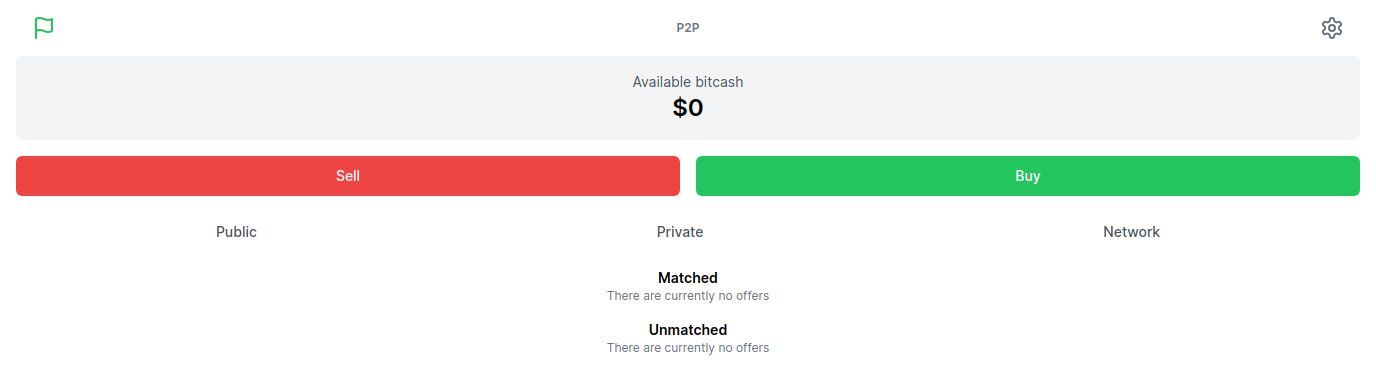 P2P
Available bitcash
$0
Sell
Buy
Public
Private
Network
Matched
There are currently no offers
Unmatched
There are currently no offers